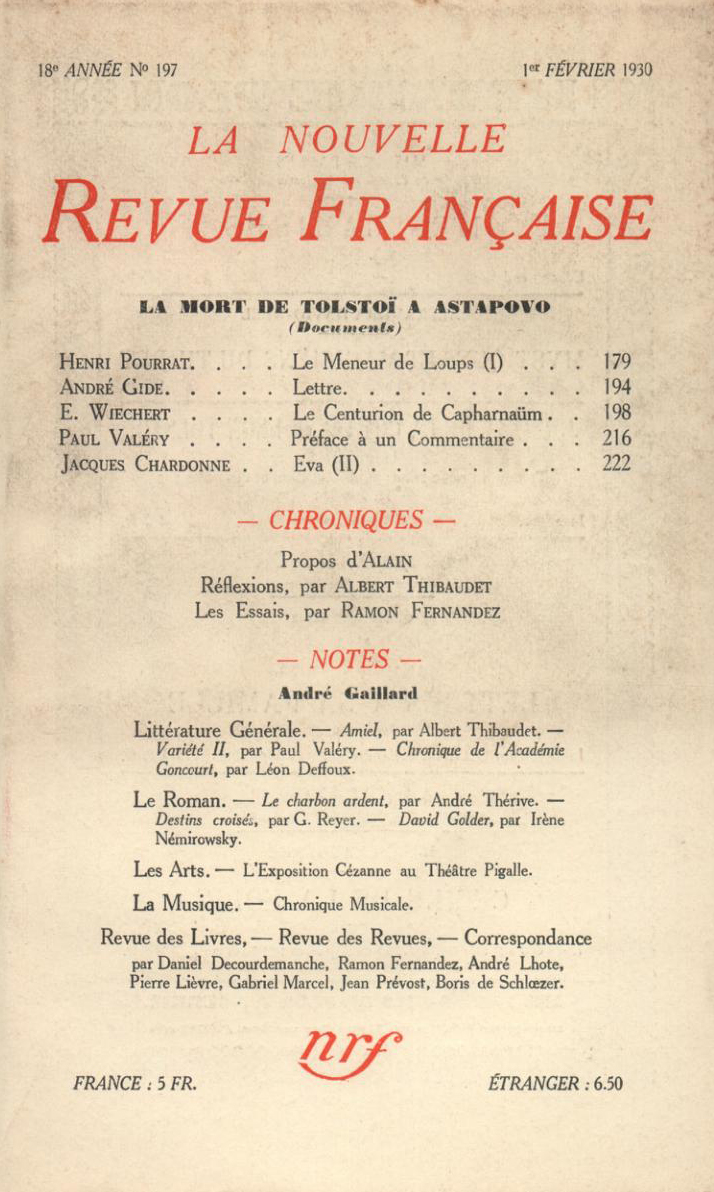 18e ANNÉE No 197 1er FÉVRIER 1930
LA NOUVELLE
REVUE FRANÇAISE
LA MORT DE TOLSTOÏ A ASTAPOVO
(Documents)
HENRI POURRAT. . . . Le Meneur de Loups (I) . . . 179
ANDRÉ GIDE. . . . . Lettre. . . . . . . . . . 194
E. WIECHERT . . . . Le Centurion de Capharnaüm . . 198
PAUL VALÉRY . . . . Préface à un Commentaire . . . 216
JACQUES CHARDONNE . . Eva (II) . . . . . . . . . 222
— CHRONIQUES —
Propos d'ALAIN
Réflexions, par ALBERT THIBAUDET
Les Essais, par RAMON FERNANDEZ
— NOTES —
André Gaillard
Littérature Générale. — Amiel, par Albert Thibaudet. —
Variété II, par Paul Valéry. — Chronique de l'Académie
Goncourt, par Léon Deffoux.
Le Roman. — Le charbon ardent, par André Thérive. —
Destins croisés, par G. Reyer. — David Golder, par Irène
Némirowsky.
Les Arts. — L'Exposition Cézanne au Théâtre Pigalle.
La Musique. — Chronique Musicale.
Revue des Livres, — Revue des Revues, — Correspondance
par Daniel Decourdemanche, Ramon Fernandez, André Lhote,
Pierre Lièvre, Gabriel Marcel, Jean Prévost, Boris de Schlœzer.
nrf
FRANCE : 5 FR. ÉTRANGER : 6.50